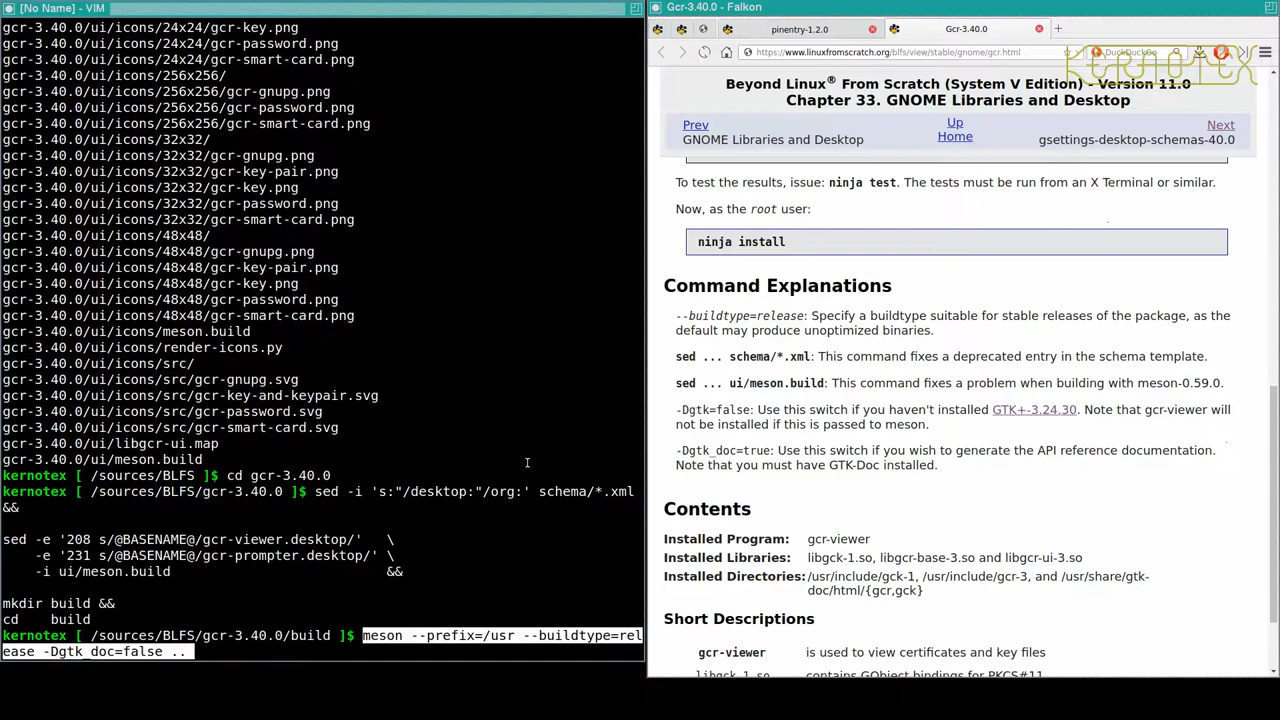 [No Name] - VIM
gcr-3.40.0/ui/icons/24x24/gcr-key.png
gcr-3.40.0/ui/icons/24x24/gcr-password.png
gcr-3.40.0/ui/icons/24x24/gcr-smart-card.png
gcr-3.40.0/ui/icons/256x256/
gcr-3.40.0/ui/icons/256x256/gcr-gnupg.png
gcr-3.40.0/ui/icons/256x256/gcr-password.png
gcr-3.40.0/ui/icons/256x256/gcr-smart-card.png
gcr-3.40.0/ui/icons/32x32/
gcr-3.40.0/ui/icons/32x32/gcr-gnupg.png
gcr-3.40.0/ui/icons/32x32/gcr-key-pair.png
gcr-3.40.0/ui/icons/32x32/gcr-key.png
gcr-3.40.0/ui/icons/32x32/gcr-password.png
gcr-3.40.0/ui/icons/32x32/gcr-smart-card.png
gcr-3.40.0/ui/icons/48x48/
gcr-3.40.0/ui/icons/48x48/gcr-gnupg.png
gcr-3.40.0/ui/icons/48x48/gcr-key-pair.png
gcr-3.40.0/ui/icons/48x48/gcr-key.png
gcr-3.40.0/ui/icons/48x48/gcr-password.png
gcr-3.40.0/ui/icons/48x48/gcr-smart-card.png
gcr-3.40.0/ui/icons/meson.build
gcr-3.40.0/ui/icons/render-icons.py
gcr-3.40.0/ui/icons/src/
gcr-3.40.0/ui/icons/src/gcr-gnupg.svg
gcr-3.40.0/ui/icons/src/gcr-key-and-keypair.svg
gcr-3.40.0/ui/icons/src/gcr-password.svg
gcr-3.40.0/ui/icons/src/gcr-smart-card.svg
gcr-3.40.0/ui/libgcr-ui.map
gcr-3.40.0/ui/meson.build
kernotex [ /sources/BLFS ]$ cd gcr-3.40.0
kernotex [ /sources/BLFS/gcr-3.40.0 ]$ sed -i 's:"/desktop:"/org:' schema/*.xml
&&
sed -e '208 s/@BASENAME@/gcr-viewer.desktop/'   \
    -e '231 s/@BASENAME@/gcr-prompter.desktop/' \
    -i ui/meson.build                           &&
mkdir build &&
cd    build
kernotex [ /sources/BLFS/gcr-3.40.0/build ]$ meson --prefix=/usr --buildtype=rel
ease -Dgtk_doc=false ..
Gcr-3.40.0 - Falkon
pinentry-1.2.0
Gcr-3.40.0
https://www.linuxfromscratch.org/blfs/view/stable/gnome/gcr.html
DuckDuckGo
KERNOTEX
Beyond Linux® From Scratch (System V Edition) - Version 11.0
Chapter 33. GNOME Libraries and Desktop
Prev
Up
Next
GNOME Libraries and Desktop
Home
gsettings-desktop-schemas-40.0
To test the results, issue: ninja test. The tests must be run from an X Terminal or similar.
Now, as the root user:
ninja install
Command Explanations
--buildtype=release: Specify a buildtype suitable for stable releases of the package, as the
default may produce unoptimized binaries.
sed ... schema/*.xml: This command fixes a deprecated entry in the schema template.
sed ... ui/meson.build: This command fixes a problem when building with meson-0.59.0.
-Dgtk=false: Use this switch if you haven't installed GTK+-3.24.30. Note that gcr-viewer will
not be installed if this is passed to meson.
-Dgtk_doc=true: Use this switch if you wish to generate the API reference documentation.
Note that you must have GTK-Doc installed.
Contents
Installed Program: gcr-viewer
Installed Libraries: libgck-1.so, libgcr-base-3.so and libgcr-ui-3.so
Installed Directories: /usr/include/gck-1, /usr/include/gcr-3, and /usr/share/gtk-
doc/html/{gcr,gck}
Short Descriptions
gcr-viewer is used to view certificates and key files
libgck-1.so contains GObject bindings for PKCS#11